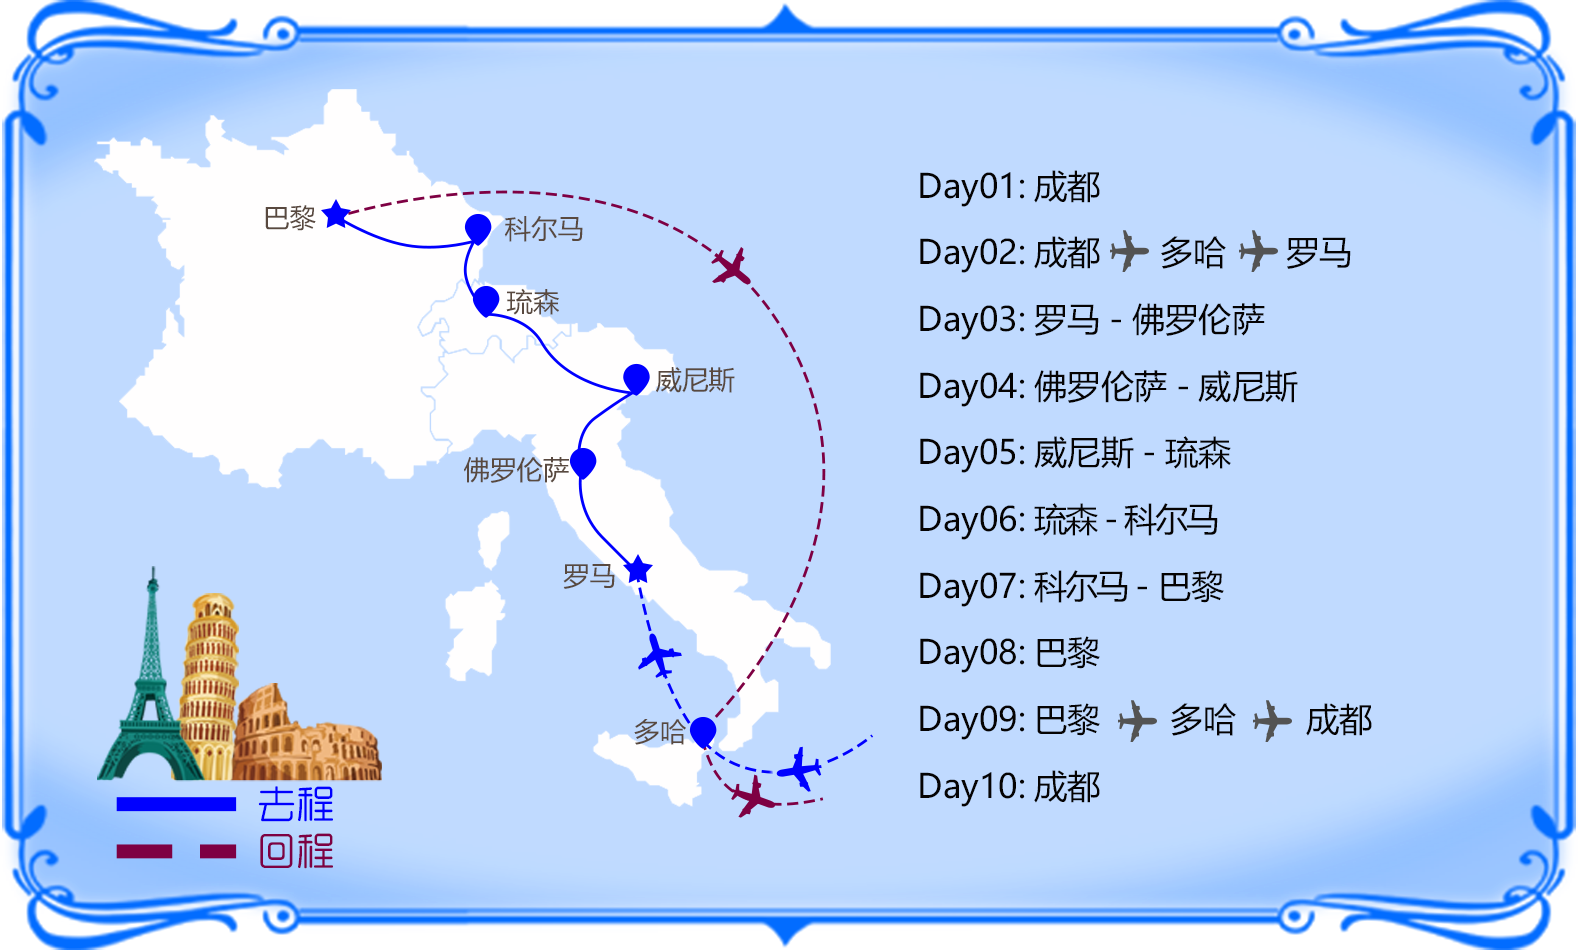 巴黎
科尔马
琉森
威尼斯
佛罗伦萨
罗马
多哈
去程
回程
Day01: 成都
Day02: 成都 多哈 罗马
Day03: 罗马 - 佛罗伦萨
Day04: 佛罗伦萨 - 威尼斯
Day05: 威尼斯 - 琉森
Day06: 琉森 - 科尔马
Day07: 科尔马 - 巴黎
Day08: 巴黎
Day09: 巴黎 多哈 成都
Day10: 成都